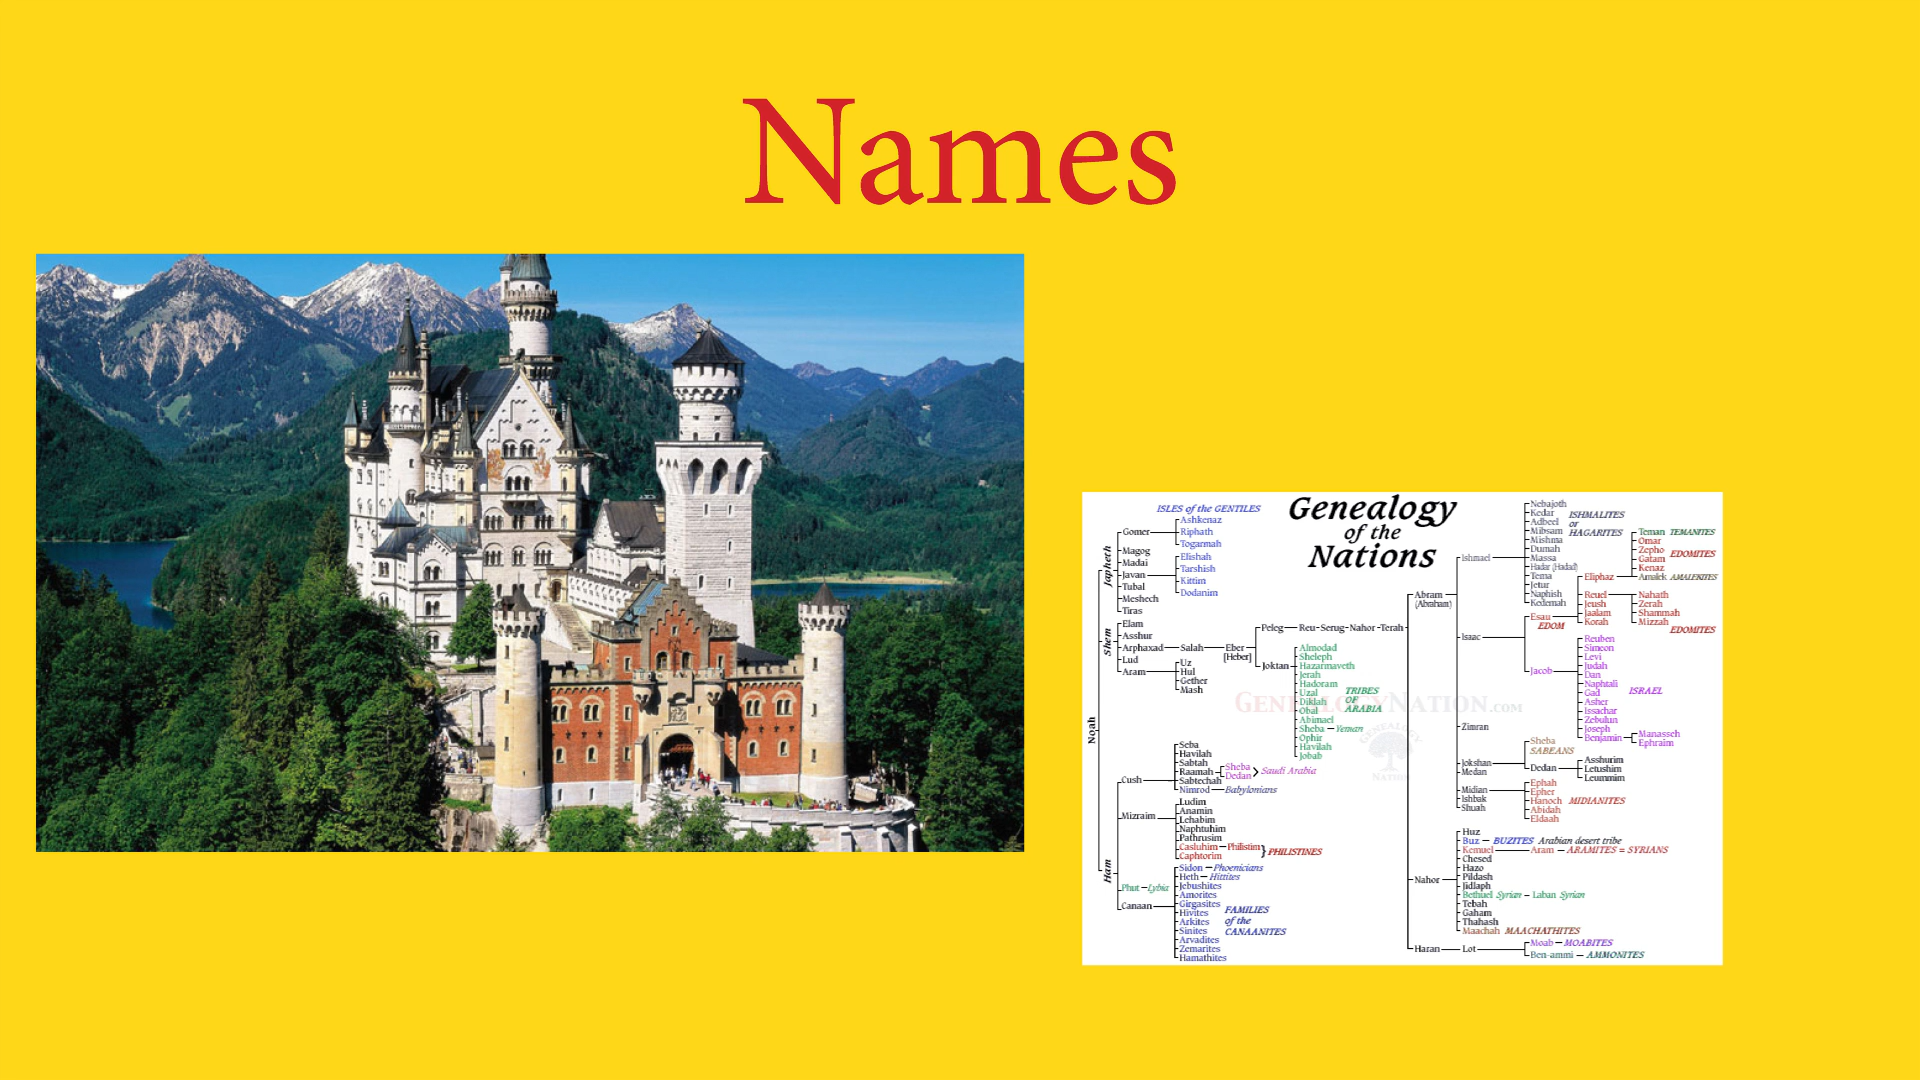 Names
Genealogy
of the
Nations
Noah
Japheth
Gomer
ISLES of the GENTILES
Ashkenaz
Riphath
Togarmah
Magog
Madai
Javan
Elishah
Tarshish
Kittim
Dodanim
Tubal
Meshech
Tiras
Shem
Elam
Asshur
Arphaxad
Salah
Eber
[Heber]
Peleg
Reu-Serug-Nahor-Terah
Joktan
Almodad
Sheleph
Hazarmaveth
Jerah
Hadoram
Uzal
Diklah
Obal
Abimael
Sheba – Yeman
Ophir
Havilah
Jobab
TRIBES
OF
ARABIA
Lud
Aram
Uz
Hul
Gether
Mash
Ham
Cush
Seba
Havilah
Sabtah
Raamah
Sheba
Dedan
Saudi Arabia
Sabtechah
Nimrod — Babylonians
Mizraim
Ludim
Anamin
Lehabim
Naphtuhim
Pathrusim
Casluhim – Philistim
Caphtorim
PHILISTINES
Phut – Lybia
Canaan
Sidon – Phoenicians
Heth – Hittites
Jebushites
Amorites
Girgasites
Hivites
Arkites
Sinites
Arvadites
Zemarites
Hamathites
FAMILIES
of the
CANAANITES
Abram
(Abraham)
Ishmael
Nebajoth
Kedar
Adbeel
Mibsam
Mishma
Dumah
Massa
Hadar (Hadad)
Tema
Jetur
Naphish
Kedemah
ISHMALITES
or
HAGARITES
Isaac
Esau
EDOM
Eliphaz
Teman TEMANITES
Omar
Zepho
Gatam
Kenaz
EDOMITES
Amalek AMALEKITES
Reuel
Nahath
Zerah
Shammah
Mizzah
EDOMITES
Jeush
Jaalam
Korah
Jacob
Reuben
Simeon
Levi
Judah
Dan
Naphtali
Gad
Asher
Issachar
Zebulun
Joseph
Benjamin
ISRAEL
Manasseh
Ephraim
Zimran
Jokshan
Sheba
SABEANS
Dedan
Asshurim
Letushim
Leummim
Medan
Midian
Ephah
Epher
Hanoch
Abidah
Eldaah
MIDIANITES
Ishbak
Shuah
Nahor
Huz
Buz — BUZITES Arabian desert tribe
Kemuel — Aram — ARAMITES = SYRIANS
Chesed
Hazo
Pildash
Jidlaph
Bethuel Syrian – Laban Syrian
Tebah
Gaham
Thahash
Maachah MAACHATHITES
Haran
Lot
Moab — MOABITES
Ben-ammi — AMMONITES
GENEALOGYNATION.COM
GENEALOGY
NATION